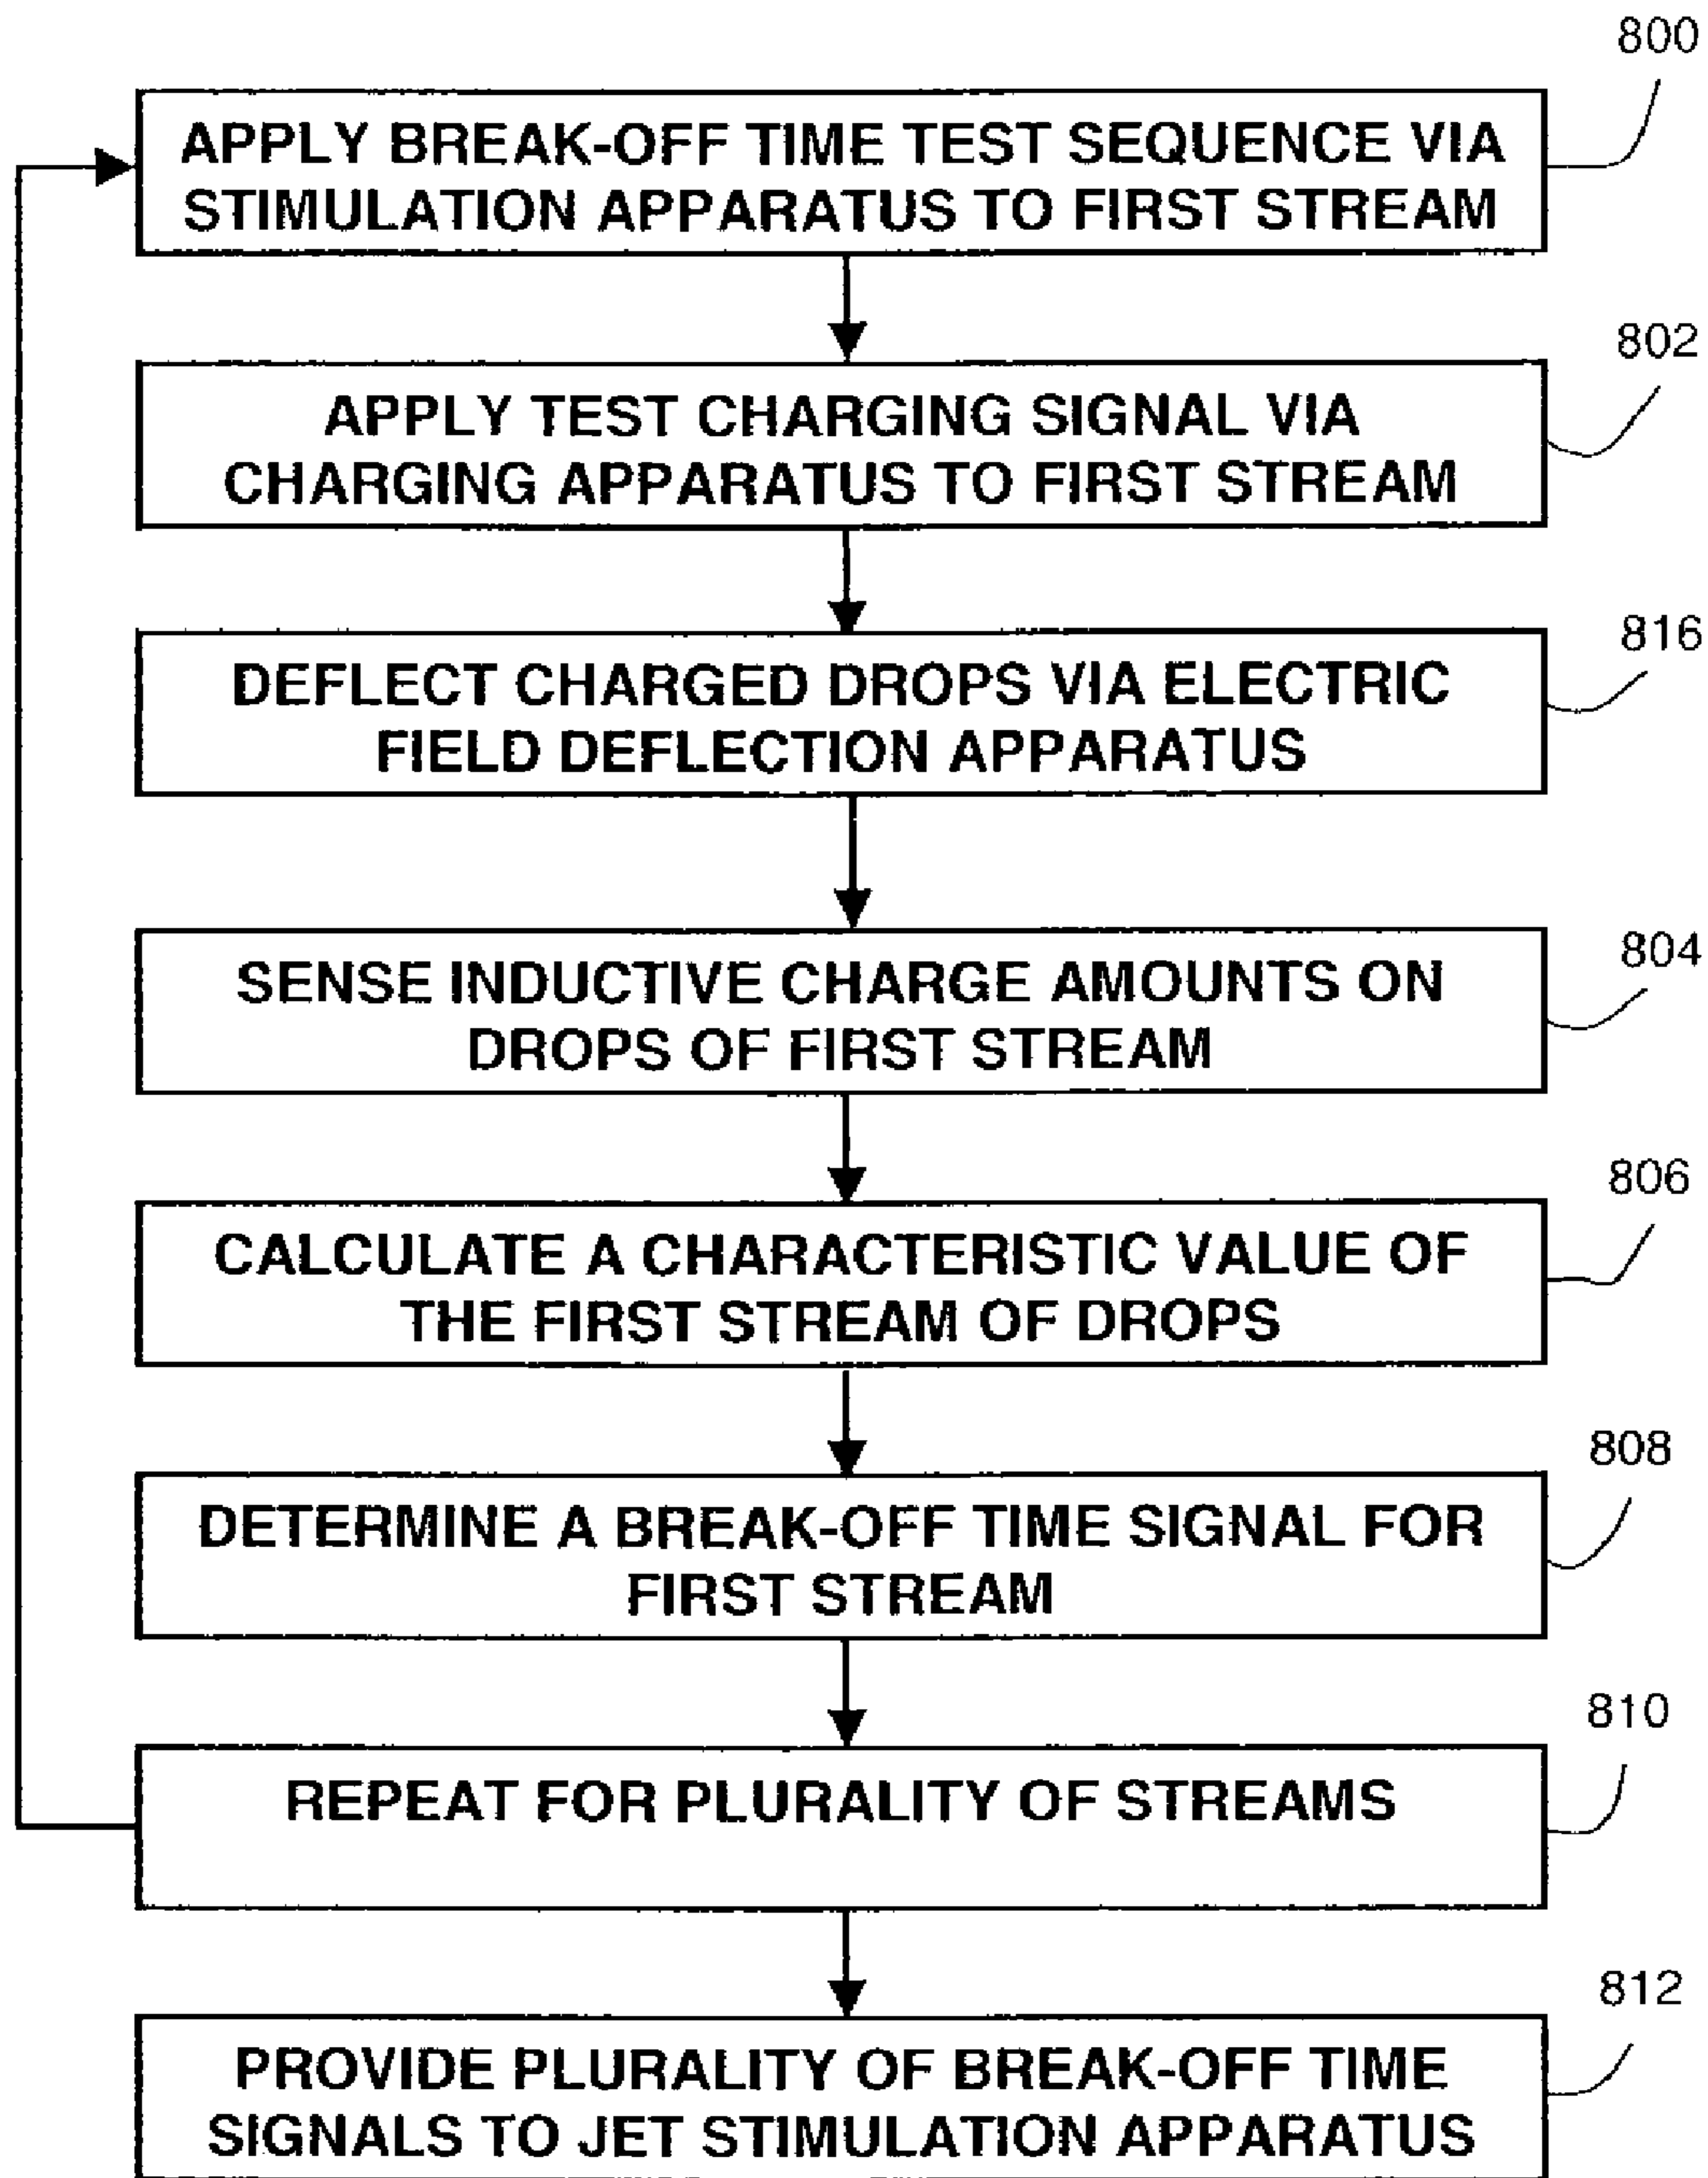 800
APPLY BREAK-OFF TIME TEST SEQUENCE VIA
STIMULATION APPARATUS TO FIRST STREAM
802
APPLY TEST CHARGING SIGNAL VIA
CHARGING APPARATUS TO FIRST STREAM
816
DEFLECT CHARGED DROPS VIA ELECTRIC
FIELD DEFLECTION APPARATUS
804
SENSE INDUCTIVE CHARGE AMOUNTS ON
DROPS OF FIRST STREAM
806
CALCULATE A CHARACTERISTIC VALUE OF
THE FIRST STREAM OF DROPS
808
DETERMINE A BREAK-OFF TIME SIGNAL FOR
FIRST STREAM
810
REPEAT FOR PLURALITY OF STREAMS
812
PROVIDE PLURALITY OF BREAK-OFF TIME
SIGNALS TO JET STIMULATION APPARATUS